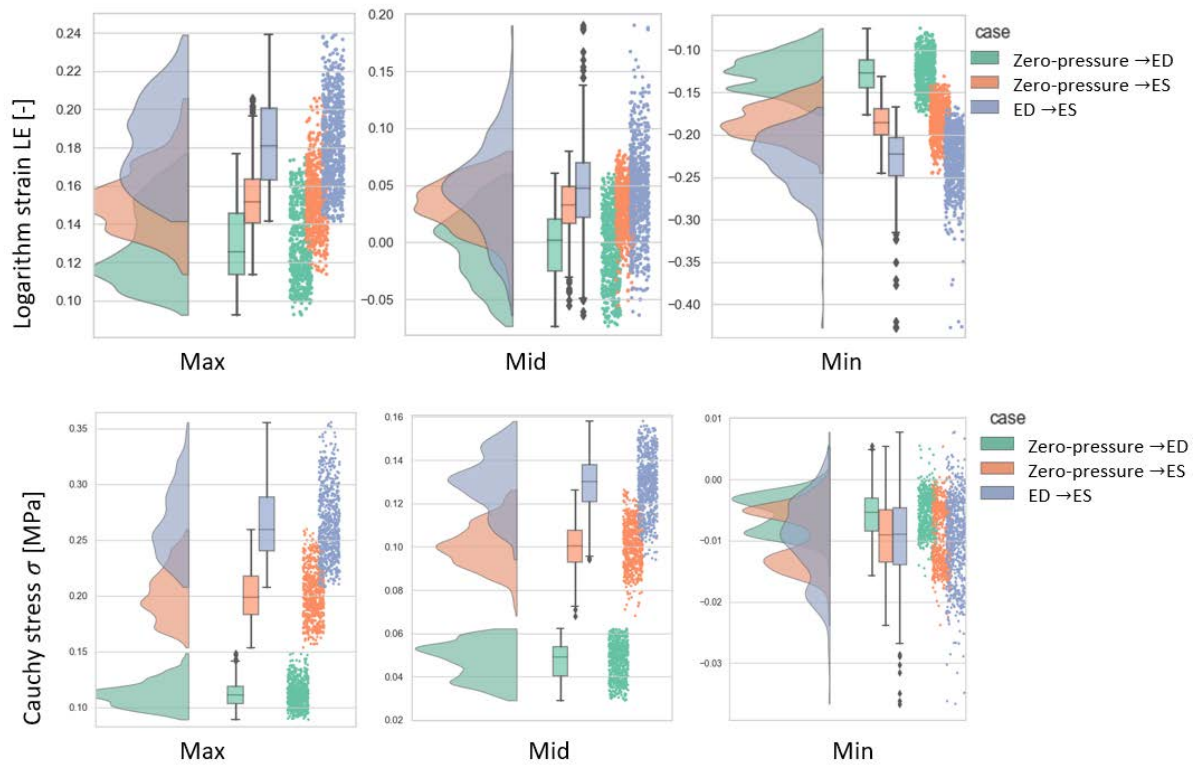 Logarithm strain LE [-]
0.24
0.22
0.20
0.18
0.16
0.14
0.12
0.10
Max
0.20
0.15
0.10
0.05
0.00
−0.05
Mid
−0.10
−0.15
−0.20
−0.25
−0.30
−0.35
−0.40
Min
case
Zero-pressure →ED
Zero-pressure →ES
ED →ES
Cauchy stress σ [MPa]
0.35
0.30
0.25
0.20
0.15
0.10
Max
0.16
0.14
0.12
0.10
0.08
0.06
0.04
0.02
Mid
0.01
0.00
−0.01
−0.02
−0.03
Min
case
Zero-pressure →ED
Zero-pressure →ES
ED →ES